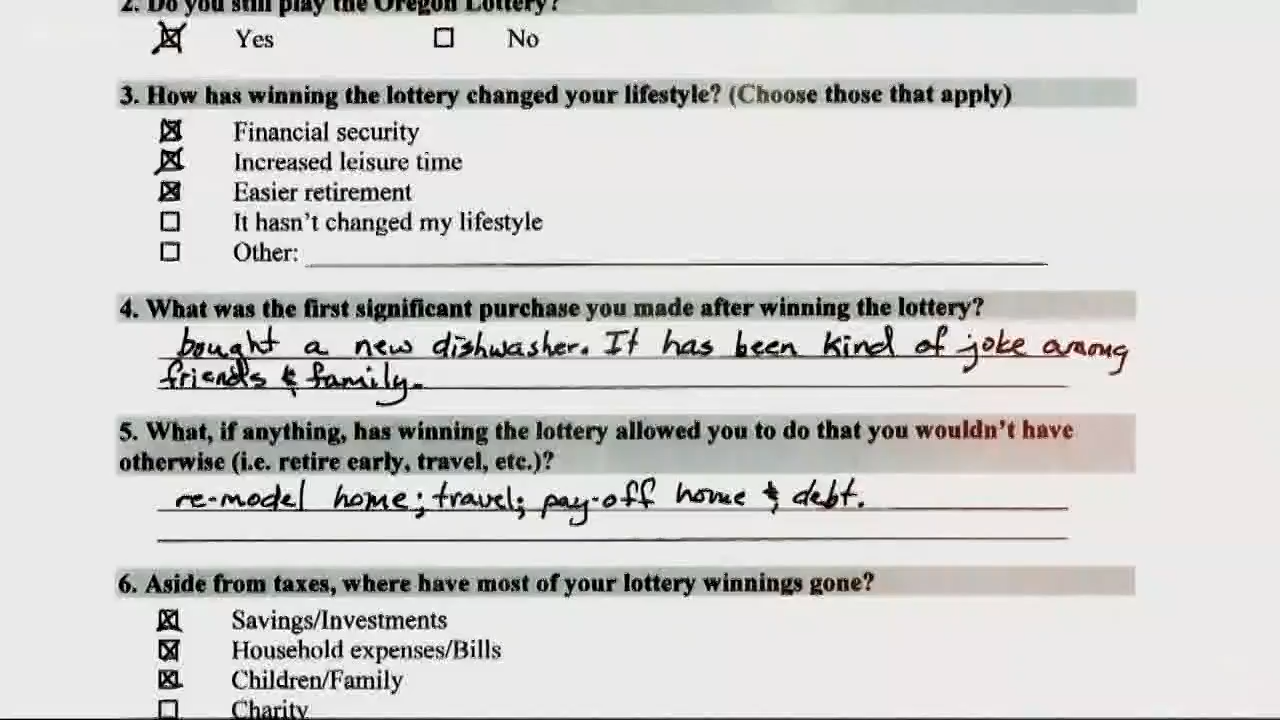 2. Do you still play the Oregon Lottery?
Yes No
3. How has winning the lottery changed your lifestyle? (Choose those that apply)
Financial security
Increased leisure time
Easier retirement
It hasn't changed my lifestyle
Other:
4. What was the first significant purchase you made after winning the lottery?
bought a new dishwasher. It has been kind of joke among
friends & family.
5. What, if anything, has winning the lottery allowed you to do that you wouldn't have
otherwise (i.e. retire early, travel, etc.)?
re-model home; travel; pay-off home & debt.
6. Aside from taxes, where have most of your lottery winnings gone?
Savings/Investments
Household expenses/Bills
Children/Family
Charity